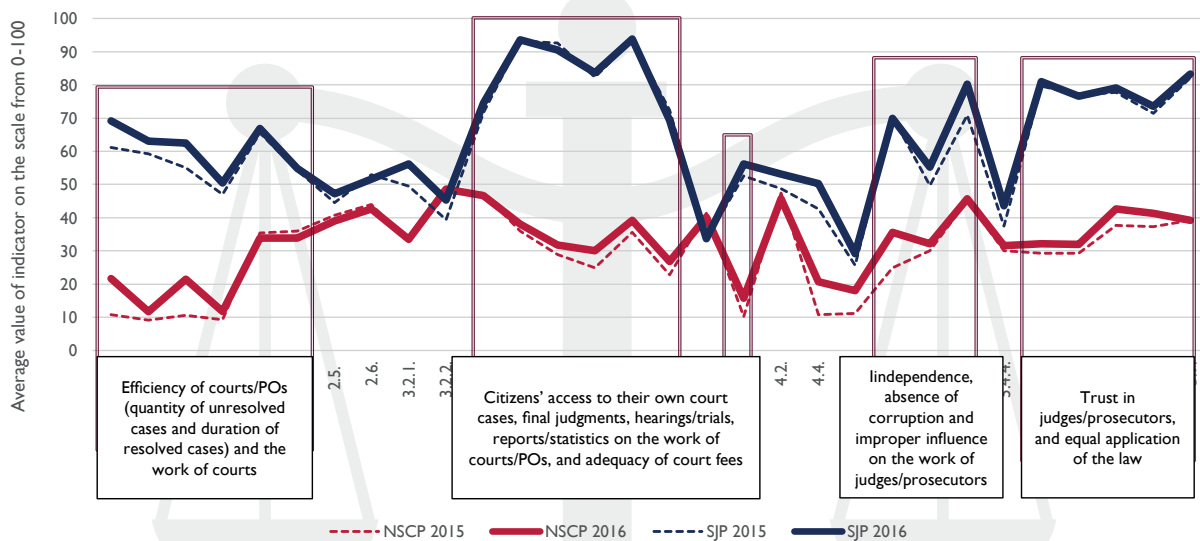 Average value of indicator on the scale from 0-100
100
90
80
70
60
50
40
30
20
10
0
2.5.
2.6.
3.2.1.
3.2.2.
4.2.
4.4.
3.4.4.
Efficiency of courts/POs
(quantity of unresolved
cases and duration of
resolved cases) and the
work of courts
Citizens’ access to their own court
cases, final judgments, hearings/trials,
reports/statistics on the work of
courts/POs, and adequacy of court fees
Iindependence,
absence of
corruption and
improper influence
on the work of
judges/prosecutors
Trust in
judges/prosecutors,
and equal application
of the law
NSCP 2015
NSCP 2016
SJP 2015
SJP 2016